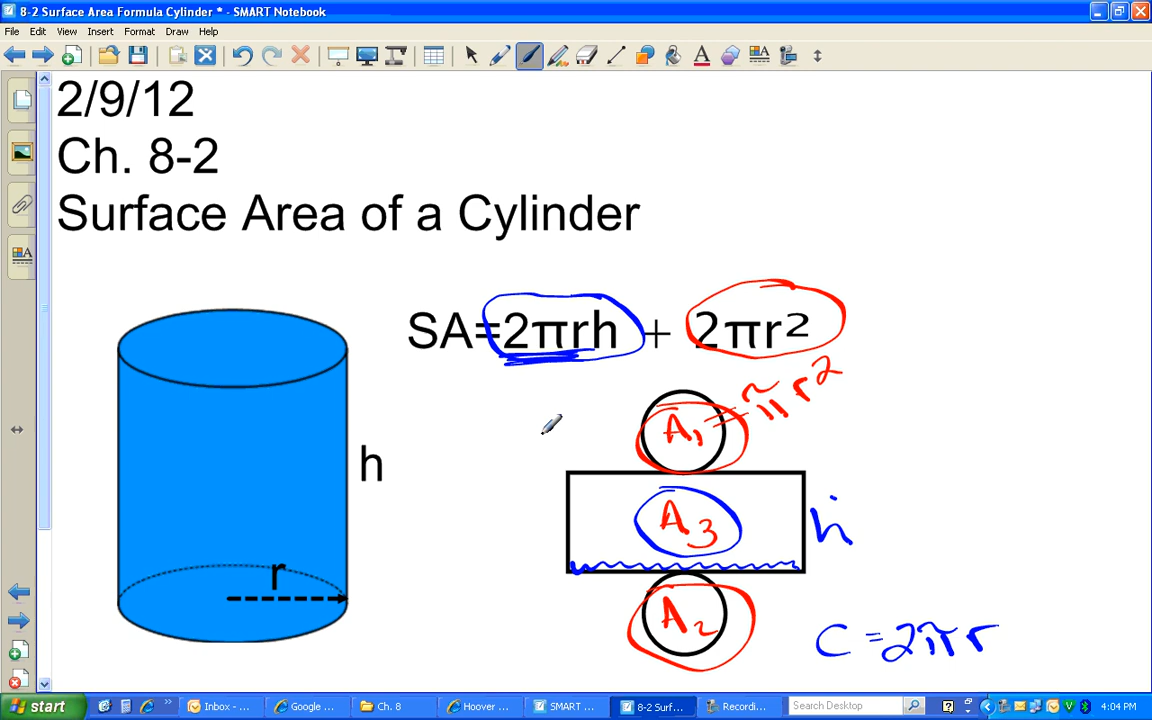 8-2 Surface Area Formula Cylinder * - SMART Notebook
File Edit View Insert Format Draw Help
2/9/12
Ch. 8-2
Surface Area of a Cylinder
SA=2πrh + 2πr²
A₁ = πr²
h
A₃
h
r
A₂
C = 2πr
start
Inbox - ...
Google ...
Ch. 8
Hoover ...
SMART ...
8-2 Surf...
Recordi...
Search Desktop
4:04 PM